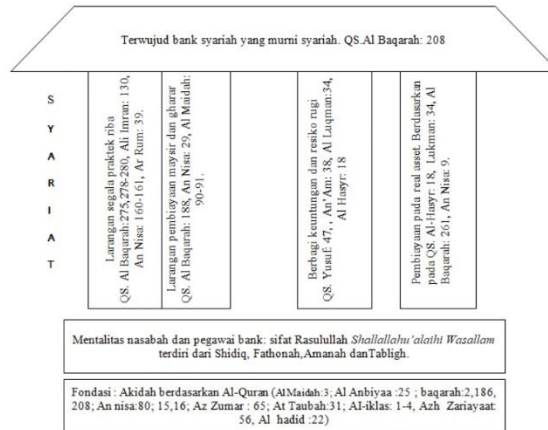 Terwujud bank syariah yang murni syariah. QS.Al Baqarah: 208
S
Y
A
R
I
A
T
Larangan segala praktek riba
QS. Al Baqarah:275,278-280, Ali Imran: 130,
An Nisa: 160-161, Ar Rum: 39.
Larangan pembiayaan maysir dan gharar
QS. Al Baqarah: 188, An Nisa: 29, Al Maidah:
90-91.
Berbagi keuntungan dan resiko rugi
QS. Yusuf: 47, , An'Am: 38, Al Luqman:34,
Al Hasyr: 18
Pembiayaan pada real asset. Berdasarkan
pada QS. Al-Hasyr: 18, Lukman: 34, Al
Baqarah: 261, An Nisa: 9.
Mentalitas nasabah dan pegawai bank: sifat Rasulullah Shallallahu'alaihi Wasallam
terdiri dari Shidiq, Fathonah,Amanah danTabligh.
Fondasi : Akidah berdasarkan Al-Quran (Al Maidah:3; Al Anbiyaa :25 ; baqarah:2,186,
208; An nisa:80; 15,16; Az Zumar : 65; At Taubah:31; AI-iklas: 1-4, Azh Zariayaat:
56, Al hadid :22)